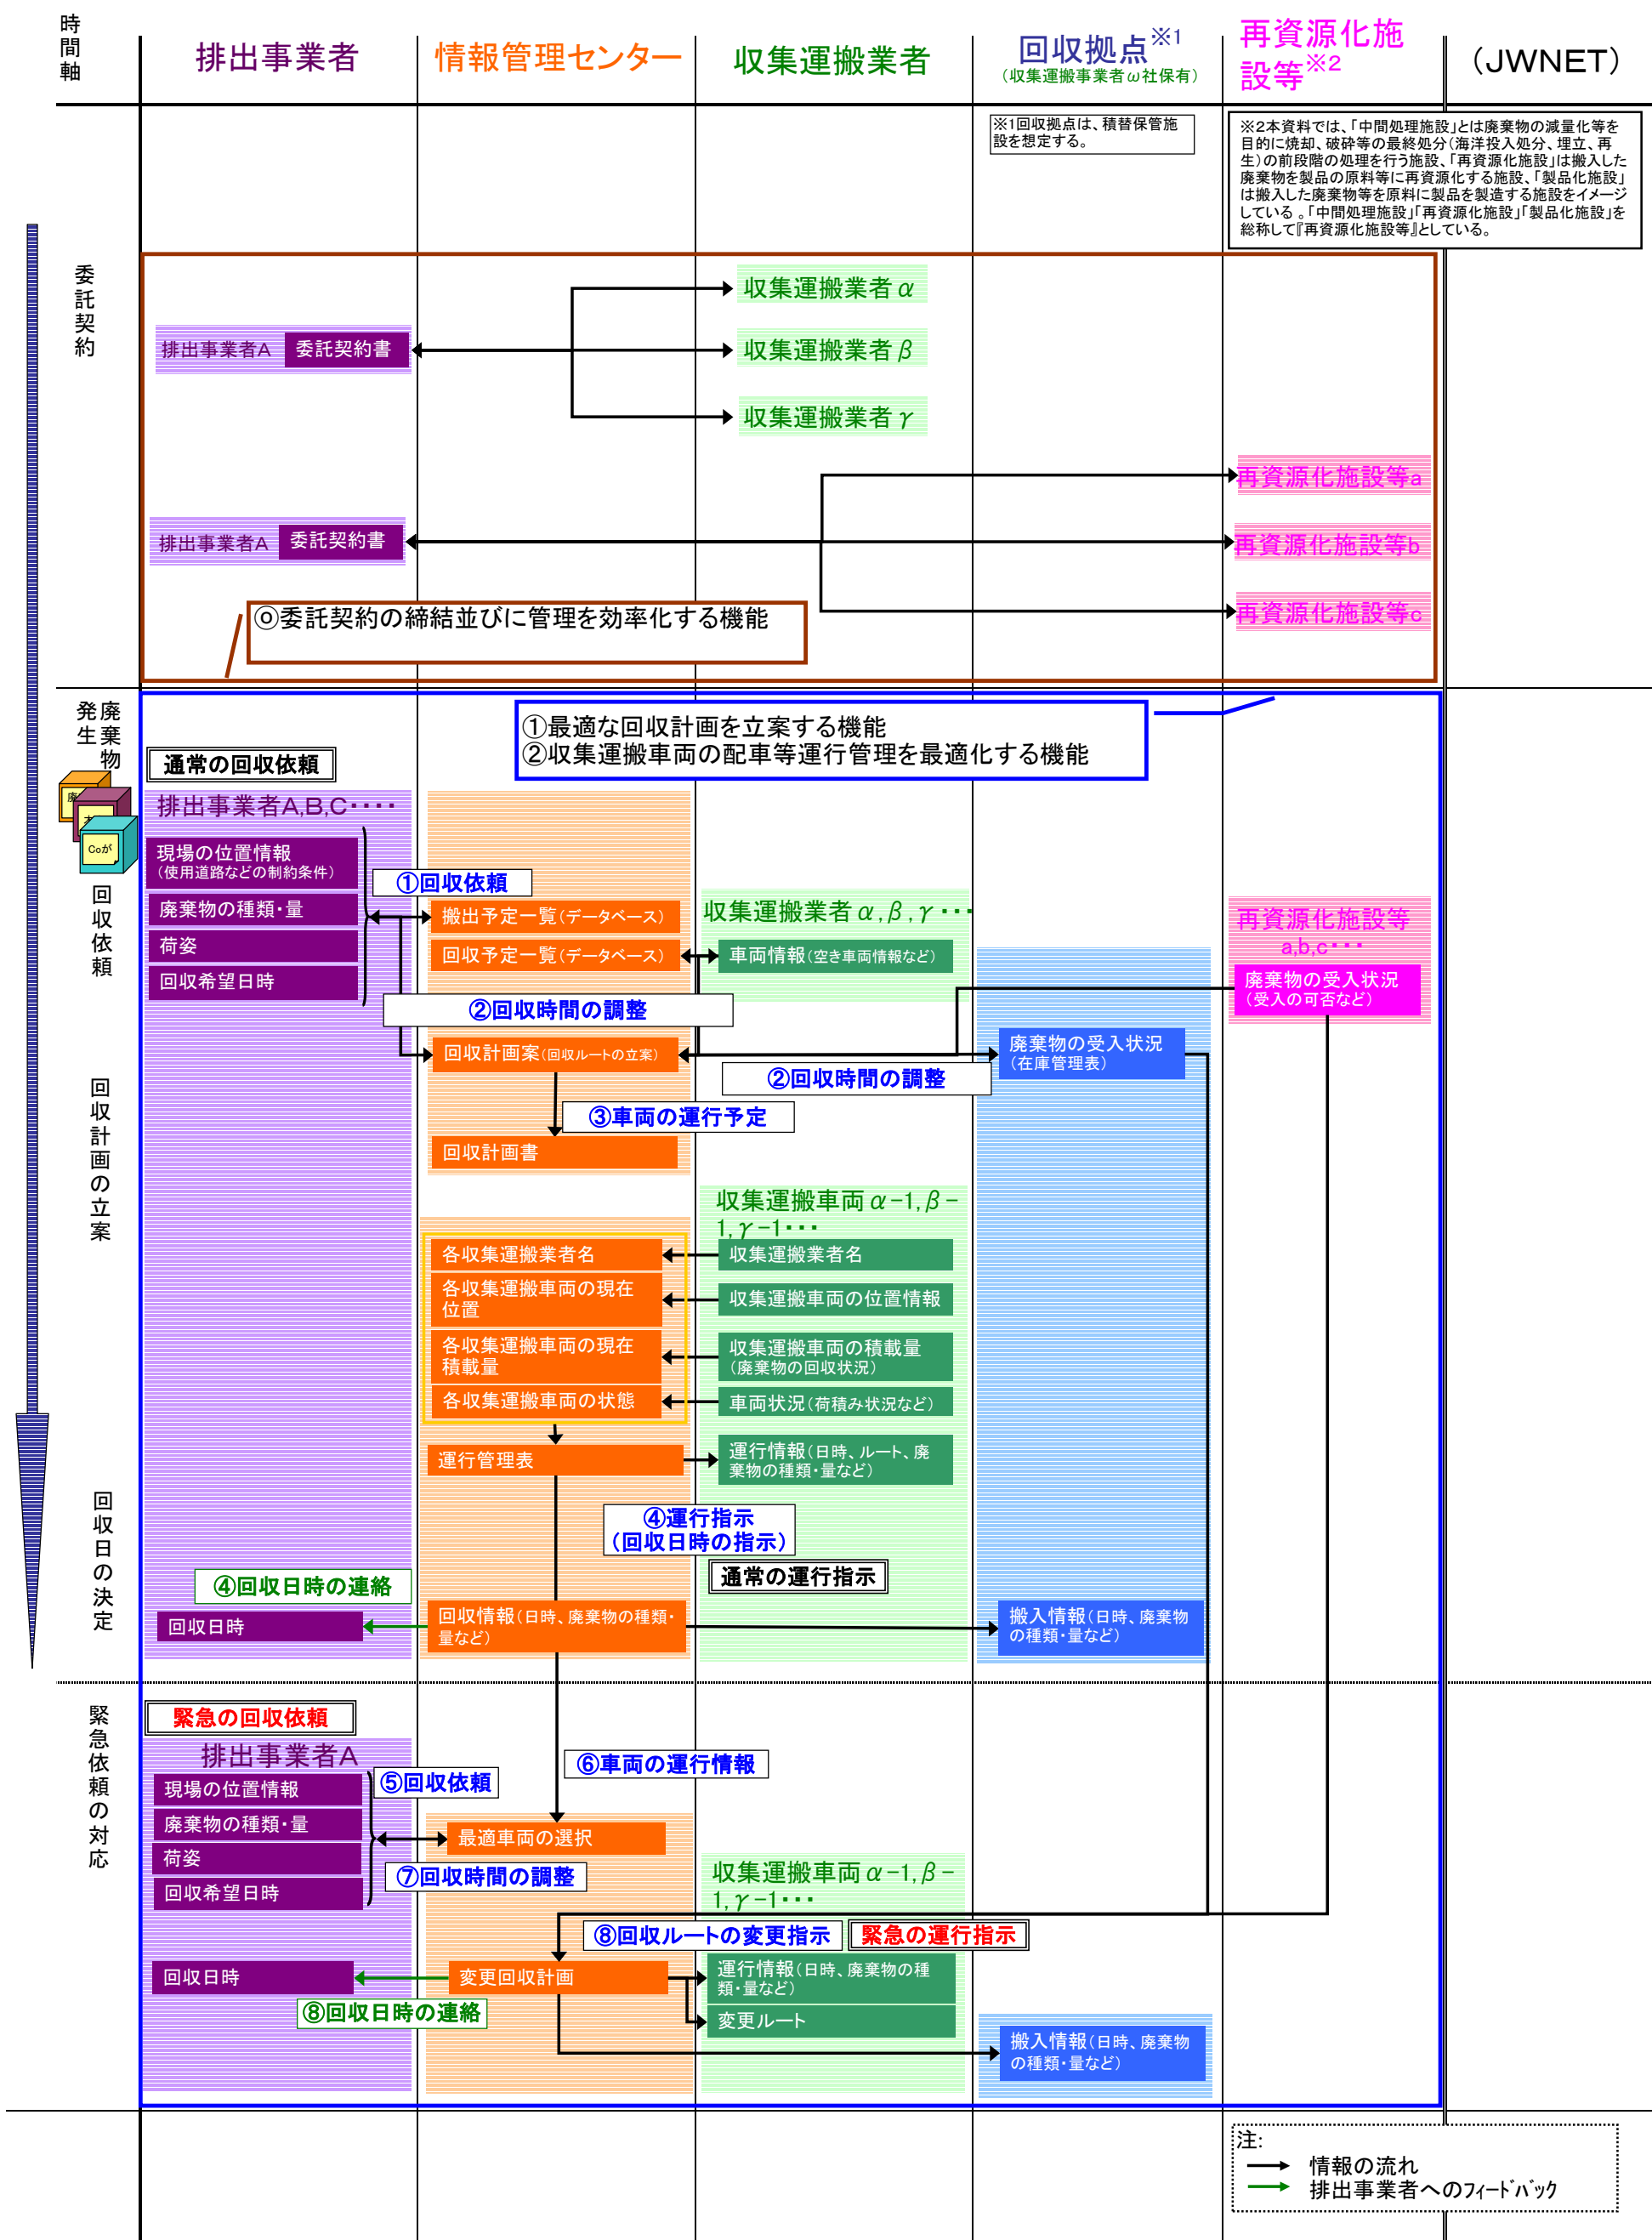 時間軸
排出事業者
情報管理センター
収集運搬業者
回収拠点※1
(収集運搬事業者ω社保有)
再資源化施
設等※2
(JWNET)
※1回収拠点は、積替保管施
設を想定する。
※2本資料では、「中間処理施設」とは廃棄物の減量化等を
目的に焼却、破砕等の最終処分(海洋投入処分、埋立、再
生)の前段階の処理を行う施設、「再資源化施設」は搬入した
廃棄物を製品の原料等に再資源化する施設、「製品化施設」
は搬入した廃棄物等を原料に製品を製造する施設をイメージ
している。「中間処理施設」「再資源化施設」「製品化施設」を
総称して『再資源化施設等』としている。
委託契約
収集運搬業者α
排出事業者A
委託契約書
収集運搬業者β
収集運搬業者γ
再資源化施設等a
排出事業者A
委託契約書
再資源化施設等b
再資源化施設等c
⓪委託契約の締結並びに管理を効率化する機能
廃棄物
発生
①最適な回収計画を立案する機能
②収集運搬車両の配車等運行管理を最適化する機能
通常の回収依頼
排出事業者A,B,C・・・・
Coが
現場の位置情報
(使用道路などの制約条件)
廃棄物の種類・量
荷姿
回収希望日時
①回収依頼
搬出予定一覧(データベース)
回収予定一覧(データベース)
収集運搬業者α,β,γ・・・
車両情報(空き車両情報など)
再資源化施設等
a,b,c・・・
廃棄物の受入状況
(受入の可否など)
回収依頼
②回収時間の調整
回収計画案(回収ルートの立案)
廃棄物の受入状況
(在庫管理表)
②回収時間の調整
③車両の運行予定
回収計画書
回収計画の立案
収集運搬車両α-1,β-
1,γ-1・・・
各収集運搬業者名
収集運搬業者名
各収集運搬車両の現在
位置
収集運搬車両の位置情報
各収集運搬車両の現在
積載量
収集運搬車両の積載量
(廃棄物の回収状況)
各収集運搬車両の状態
車両状況(荷積み状況など)
運行管理表
運行情報(日時、ルート、廃
棄物の種類・量など)
回収日の決定
④運行指示
(回収日時の指示)
通常の運行指示
④回収日時の連絡
回収日時
回収情報(日時、廃棄物の種類・
量など)
搬入情報(日時、廃棄物
の種類・量など)
緊急依頼の対応
緊急の回収依頼
排出事業者A
現場の位置情報
廃棄物の種類・量
荷姿
回収希望日時
⑤回収依頼
⑥車両の運行情報
最適車両の選択
⑦回収時間の調整
収集運搬車両α-1,β-
1,γ-1・・・
⑧回収ルートの変更指示
緊急の運行指示
回収日時
変更回収計画
運行情報(日時、廃棄物の種
類・量など)
変更ルート
⑧回収日時の連絡
搬入情報(日時、廃棄物
の種類・量など)
注:
情報の流れ
排出事業者へのフィードバック